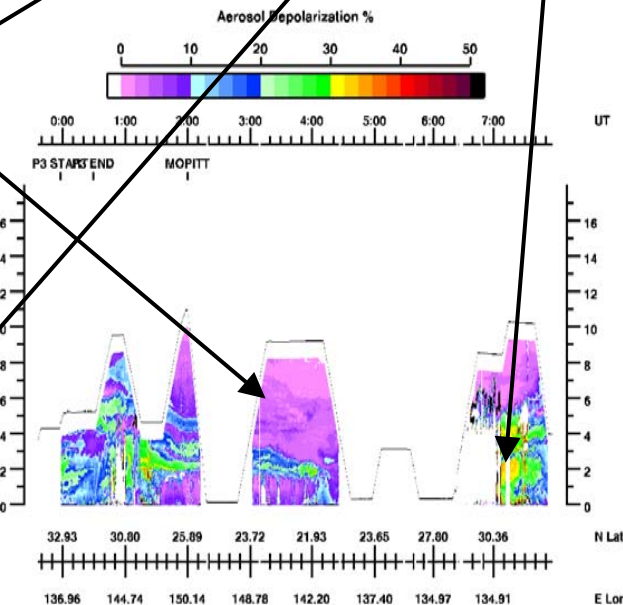 Aerosol Depolarization %
0 10 20 30 40 50
0:00 1:00 2:00 3:00 4:00 5:00 6:00 7:00 UT
P3 START P3 END MOPITT
16
14
12
10
8
6
4
2
0
32.93 30.80 25.89 23.72 21.93 23.65 27.80 30.36 N Lat
136.96 144.74 150.14 148.78 142.20 137.40 134.97 134.91 E Lon